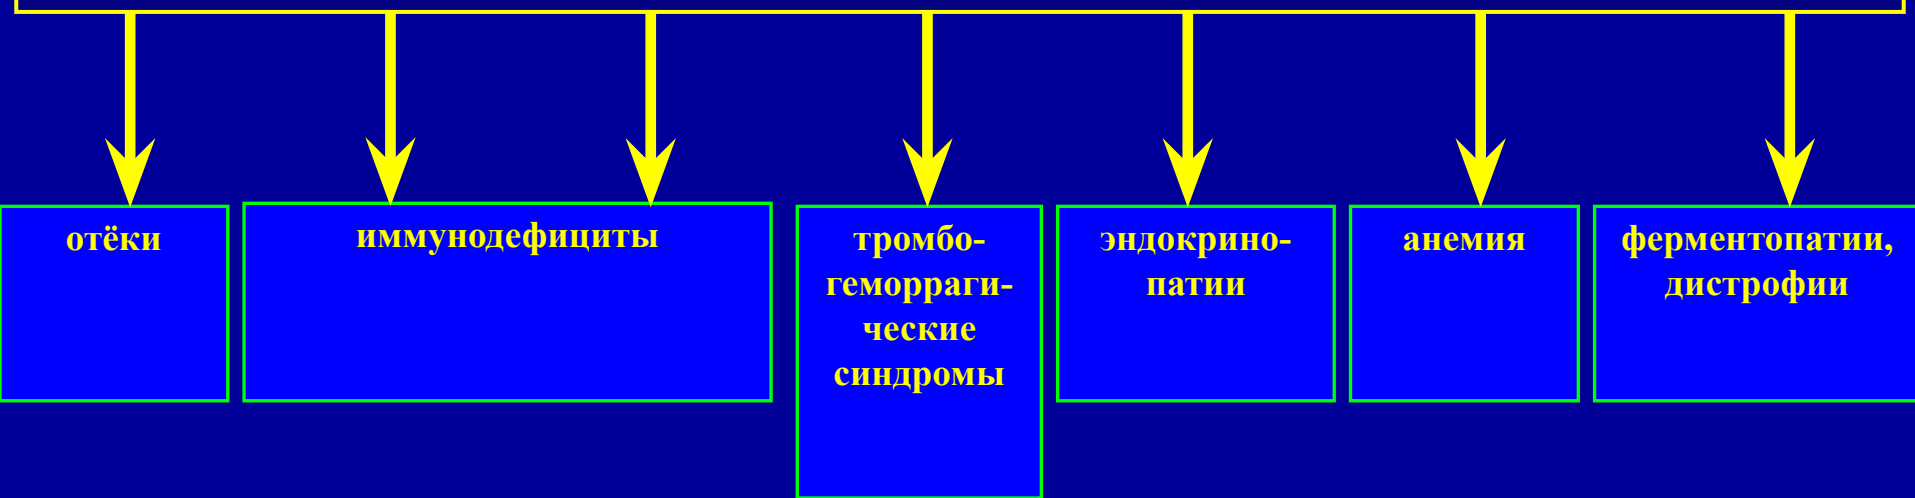 отёки
иммунодефициты
тромбо-
геморраги-
ческие
синдромы
эндокрино-
патии
анемия
ферментопатии,
дистрофии